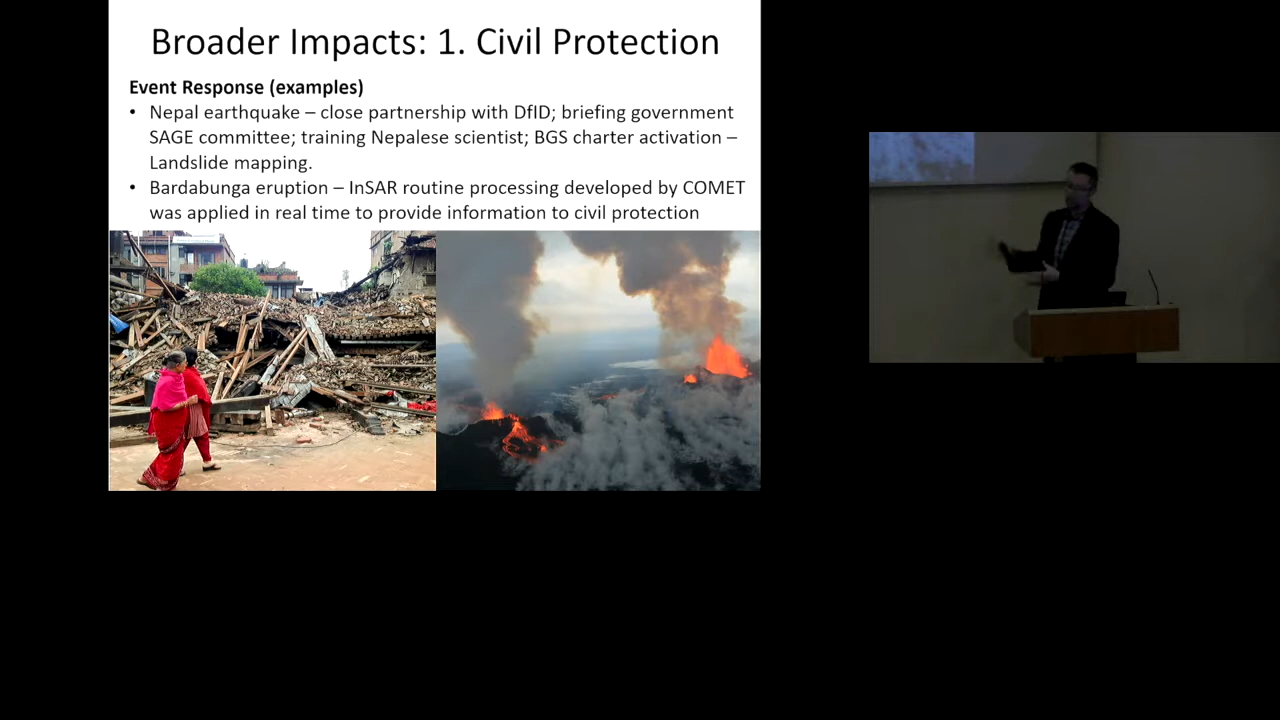 Broader Impacts: 1. Civil Protection
Event Response (examples)
• Nepal earthquake – close partnership with DfID; briefing government
SAGE committee; training Nepalese scientist; BGS charter activation –
Landslide mapping.
• Bardabunga eruption – InSAR routine processing developed by COMET
was applied in real time to provide information to civil protection